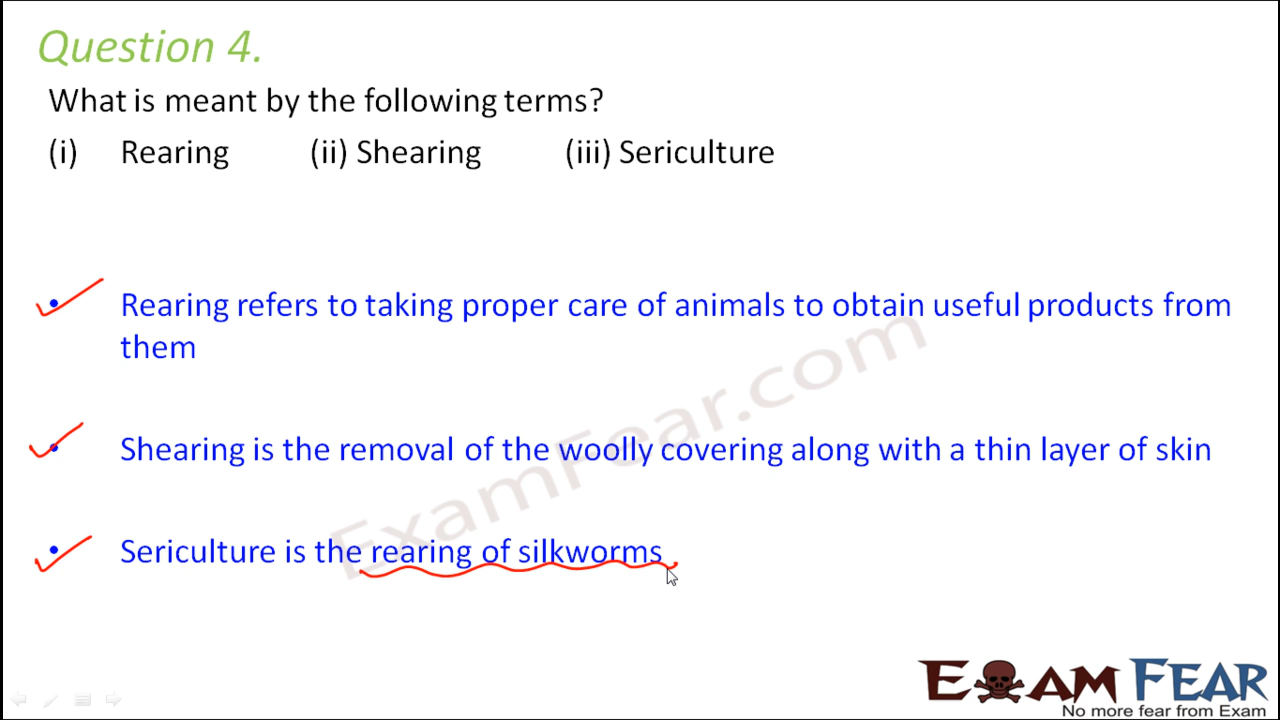 Question 4.
What is meant by the following terms?
(i) Rearing (ii) Shearing (iii) Sericulture
• Rearing refers to taking proper care of animals to obtain useful products from
them
• Shearing is the removal of the woolly covering along with a thin layer of skin
• Sericulture is the rearing of silkworms
ExamFear.com
EXAM FEAR
No more fear from Exam